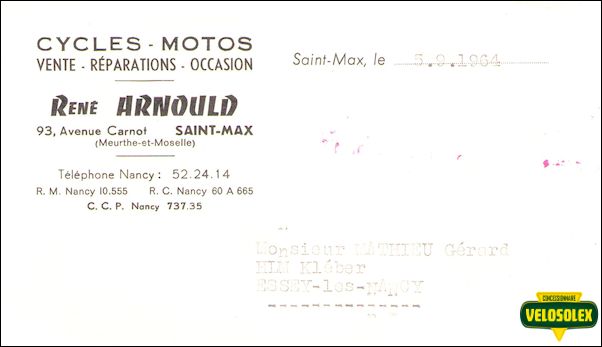 CYCLES - MOTOS
VENTE - RÉPARATIONS - OCCASION
RENÉ ARNOULD
93, Avenue Carnot SAINT-MAX
(Meurthe-et-Moselle)
Téléphone Nancy : 52.24.14
R. M. Nancy 10.555 R. C. Nancy 60 A 665
C. C. P. Nancy 737.35
Saint-Max, le 5.9.1964
Monsieur MATHIEU Gérard
HLM Kléber
ESSEY-les-NANCY
CONCESSIONNAIRE
VELOSOLEX